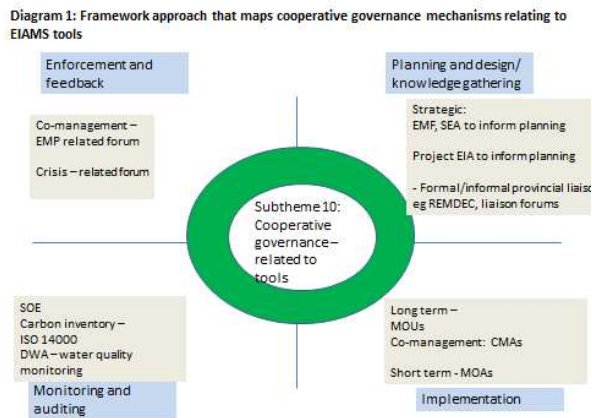 Diagram 1: Framework approach that maps cooperative governance mechanisms relating to
EIAMS tools
Enforcement and
feedback
Planning and design/
knowledge gathering
Co-management –
EMP related forum
Crisis – related forum
Strategic:
EMF, SEA to inform planning
Project EIA to inform planning
- Formal/informal provincial liaiso
eg REMDEC, liaison forums
Subtheme 10:
Cooperative
governance –
related to
tools
SOE
Carbon inventory –
ISO 14000
DWA – water quality
monitoring
Monitoring and
auditing
Long term –
MOUs
Co-management: CMAs
Short term - MOAs
Implementation